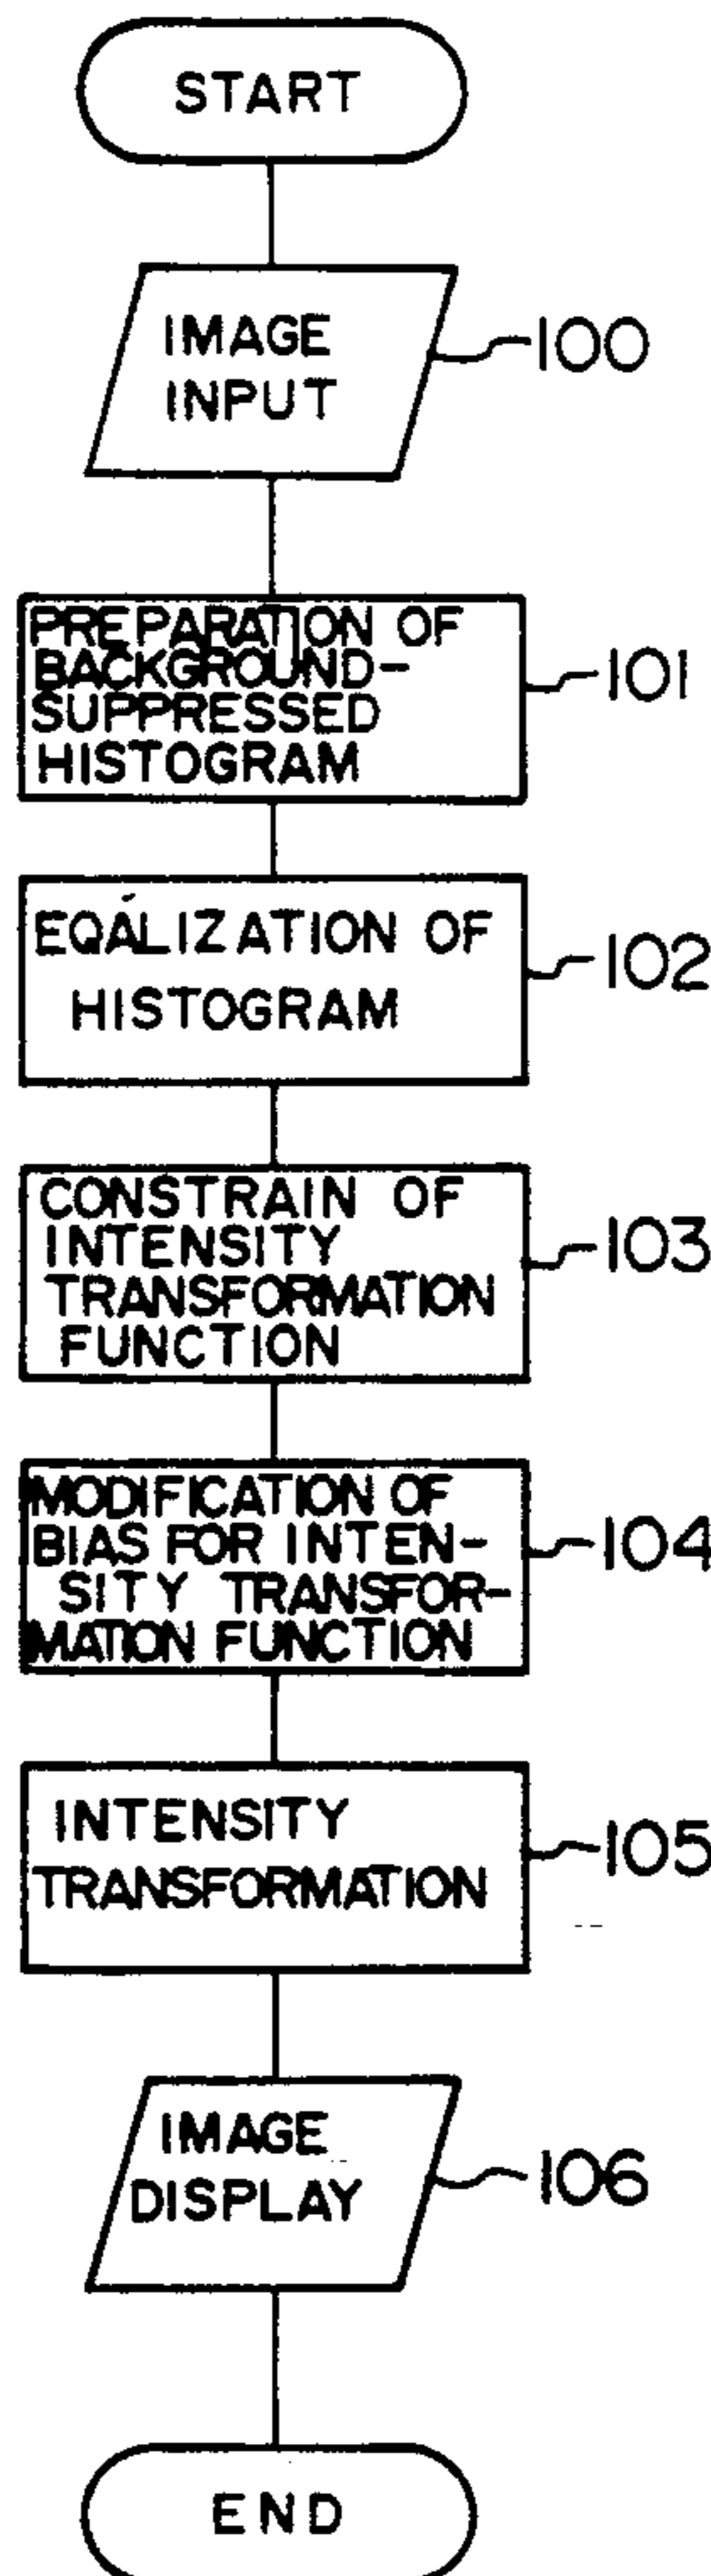 START
IMAGE
INPUT
100
PREPARATION OF
BACKGROUND-
SUPPRESSED
HISTOGRAM
101
EQALIZATION OF
HISTOGRAM
102
CONSTRAIN OF
INTENSITY
TRANSFORMATION
FUNCTION
103
MODIFICATION OF
BIAS FOR INTEN-
SITY TRANSFOR-
MATION FUNCTION
104
INTENSITY
TRANSFORMATION
105
IMAGE
DISPLAY
106
END